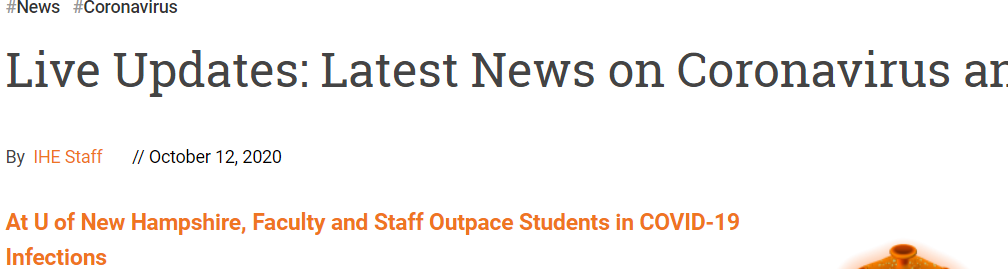 #News #Coronavirus
Live Updates: Latest News on Coronavirus
By IHE Staff // October 12, 2020
At U of New Hampshire, Faculty and Staff Outpace Students in COVID-19
Infections